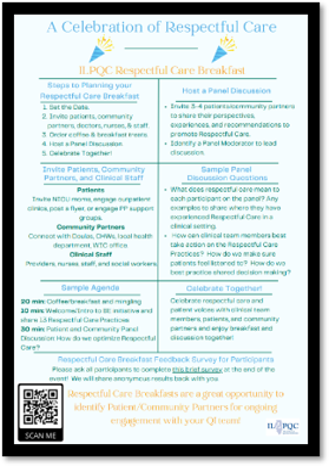 A Celebration of Respectful Care
ILPQC Respectful Care Breakfast
Steps to Planning your
Respectful Care Breakfast
1. Set the Date.
2. Invite patients, community
partners, doctors, nurses, & staff.
3. Order coffee & breakfast treats.
4. Host a Panel Discussion
5. Celebrate Together!
Host a Panel Discussion
• Invite 3-4 patients/community partners
to share their perspectives,
experiences, and recommendations to
promote Respectful Care.
• Identify a Panel Moderator to lead
discussion.
Invite Patients, Community
Partners, and Clinical Staff
Patients
Invite NICU moms, engage outpatient
clinics, post a flyer, or engage PP support
groups.
Community Partners
Connect with Doulas, CHWs, local health
department, WIC office
Clinical Staff
Providers, nurses, staff, and social workers.
Sample Panel
Discussion Questions
• What does respectful care mean to
each participant on the panel? Any
examples to share where they have
experienced Respectful Care in a
clinical setting.
• How can clinical team members best
take action on the Respectful Care
Practices? How do we make sure
patients feel listened to? How do we
best practice shared decision making?
Sample Agenda
20 min: Coffee/breakfast and mingling
10 min: Welcome/Intro to BE initiative and
share 13 Respectful Care Practices
30 min: Patient and Community Panel
Discussion: How do we optimize Respectful
Care?
Celebrate Together!
Celebrate respectful care and
patient voices with clinical team
members, patients, and community
partners and enjoy breakfast and
discussion together!
Respectful Care Breakfast Feedback Survey for Participants
Please ask all participants to complete this brief survey at the end of the
event! We will share anonymous results back with you.
Respectful Care Breakfasts are a great opportunity to
identify Patient/Community Partners for ongoing
engagement with your QI team!
SCAN ME
ILPQC